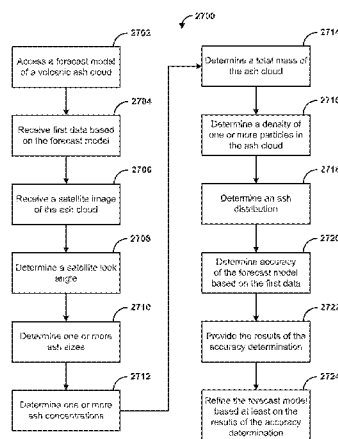 2700
2702
Access a forecast model
of a volcanic ash cloud
2704
Receive first data based
on the forecast model
2706
Receive a satellite image
of the ash cloud
2708
Determine a satellite look
angle
2710
Determine one or more
ash sizes
2712
Determine one or more
ash concentrations
2714
Determine a total mass of
the ash cloud
2716
Determine a density of
one or more particles in
the ash cloud
2718
Determine an ash
distribution
2720
Determine accuracy
of the forecast model
based on the first data
2722
Provide the results of the
accuracy determination
2724
Refine the forecast model
based at least on the
results of the accuracy
determination